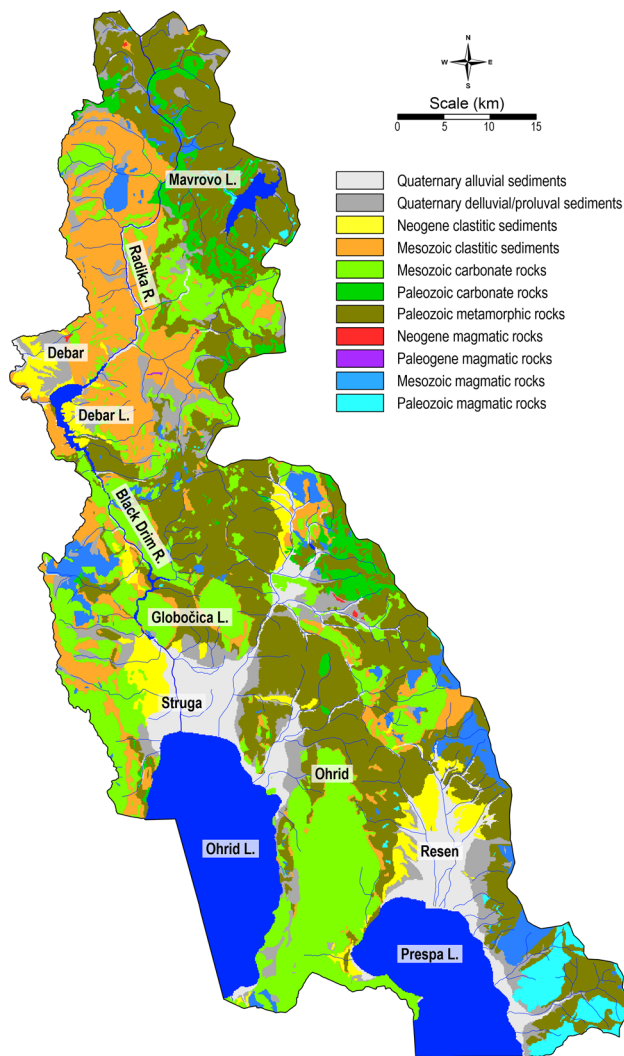 N
W E
S
Scale (km)
0 5 10 15
Quaternary alluvial sediments
Quaternary delluvial/proluval sediments
Neogene clastitic sediments
Mesozoic clastitic sediments
Mesozoic carbonate rocks
Paleozoic carbonate rocks
Paleozoic metamorphic rocks
Neogene magmatic rocks
Paleogene magmatic rocks
Mesozoic magmatic rocks
Paleozoic magmatic rocks
Mavrovo L.
Radika R.
Debar
Debar L.
Black Drim R.
Globočica L.
Struga
Ohrid
Ohrid L.
Resen
Prespa L.